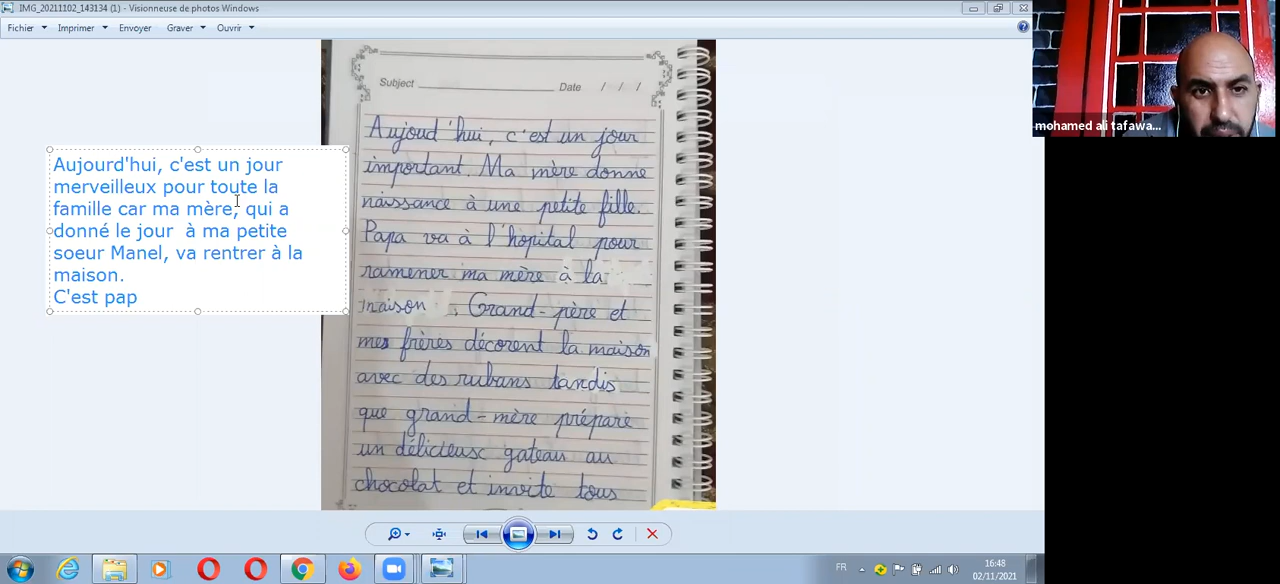 IMG_20211102_143134 (1) - Visionneuse de photos Windows
Fichier Imprimer Envoyer Graver Ouvrir
mohamed ali tafawa...
Subject Date / / /
Aujoud'hui, c'est un jour
important. Ma mère donne
naissance à une petite fille.
Papa va à l'hôpital pour
ramener ma mère à la
maison . Grand-père et
mes frères décorent la maison
avec des rubans tandis
que grand-mère prépare
un délicieux gateau au
chocolat et invite tous
Aujourd'hui, c'est un jour
merveilleux pour toute la
famille car ma mère, qui a
donné le jour à ma petite
soeur Manel, va rentrer à la
maison.
C'est pap
FR
16:48
02/11/2021